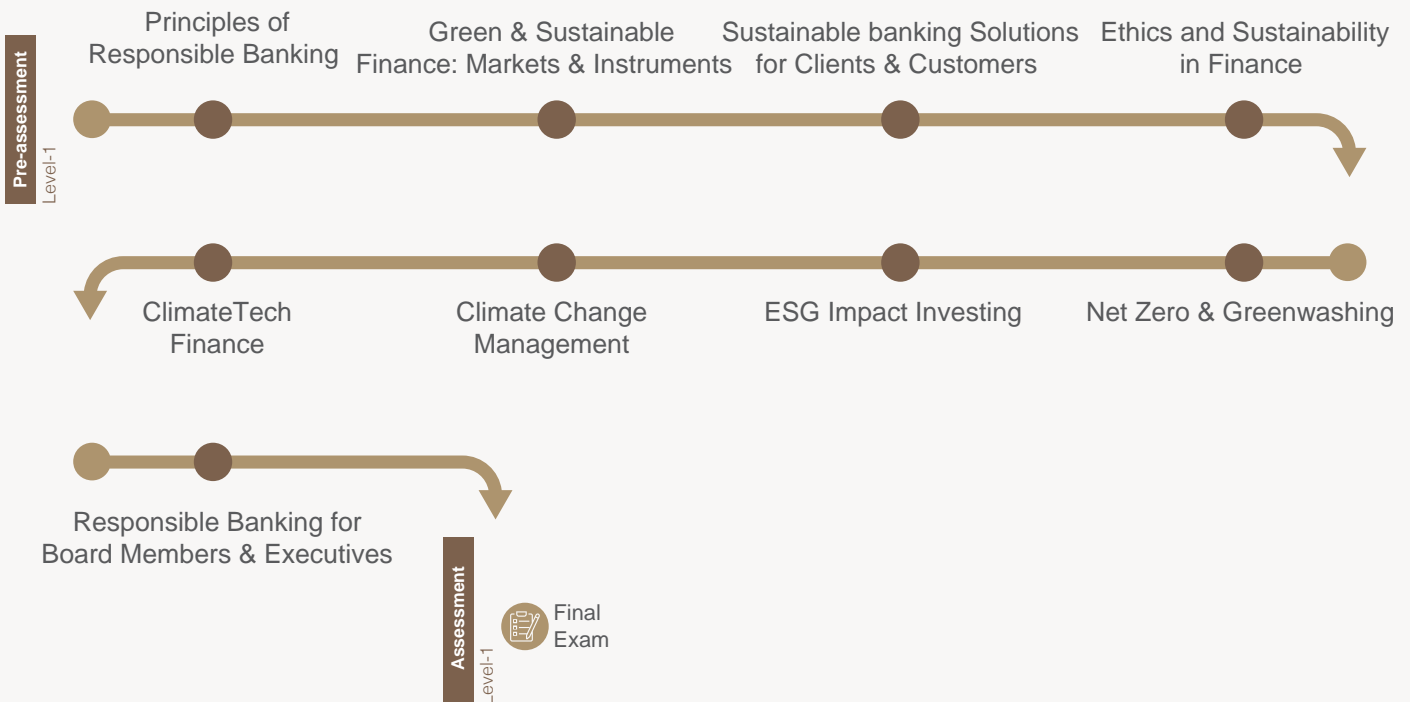 Pre-assessment
Level-1
Principles of
Responsible Banking
Green & Sustainable
Finance: Markets & Instruments
Sustainable banking Solutions
for Clients & Customers
Ethics and Sustainability
in Finance
ClimateTech
Finance
Climate Change
Management
ESG Impact Investing
Net Zero & Greenwashing
Responsible Banking for
Board Members & Executives
Assessment
Level-1
Final
Exam